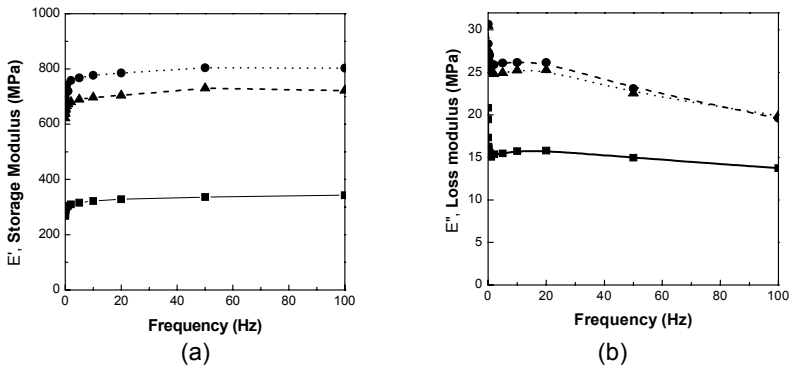 1000
800
600
400
200
0
E', Storage Modulus (MPa)
0 20 40 60 80 100
Frequency (Hz)
(a)
30
25
20
15
10
5
0
E", Loss modulus (MPa)
0 20 40 60 80 100
Frequency (Hz)
(b)